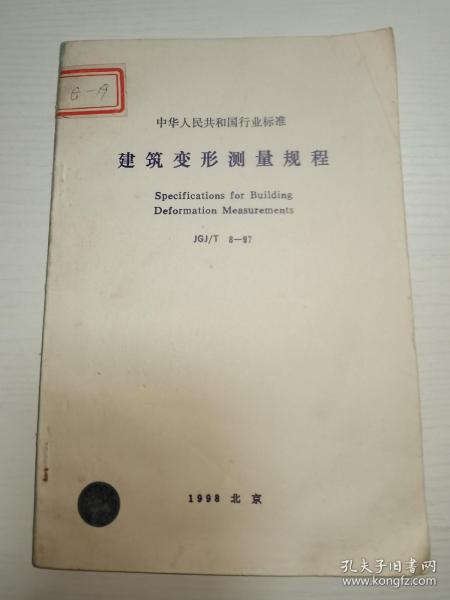 6-19
中华人民共和国行业标准
建筑变形测量规程
Specifications for Building
Deformation Measurements
JGJ/T 8—97
1998 北京
孔夫子旧书网
www.kongfz.com